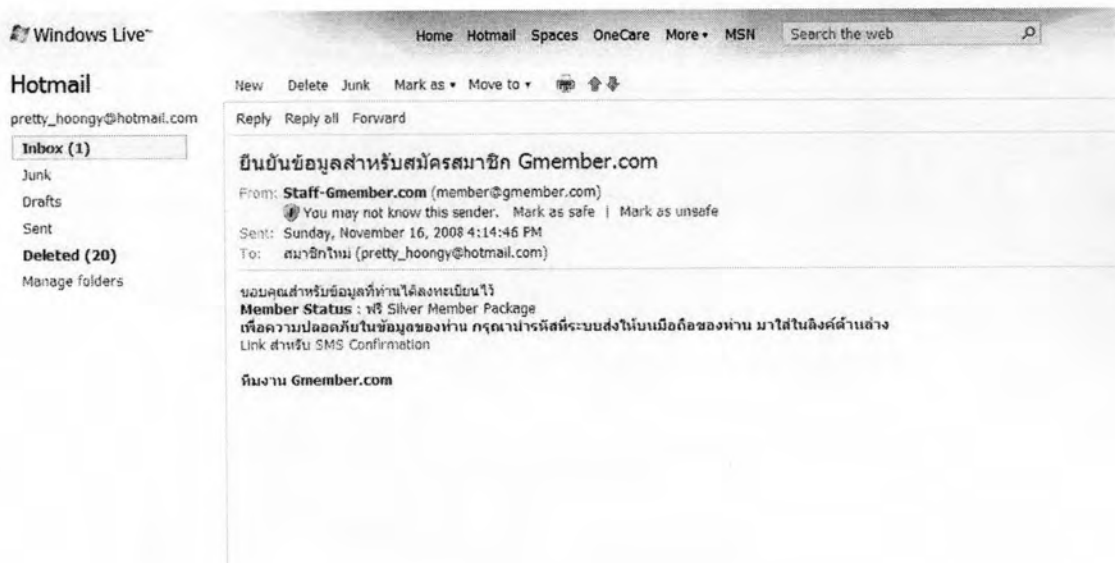 Windows Live™
Home Hotmail Spaces OneCare More MSN Search the web
Hotmail
New Delete Junk Mark as Move to
pretty_hoongy@hotmail.com
Reply Reply all Forward
Inbox (1)
Junk
Drafts
Sent
Deleted (20)
Manage folders
ยืนยันข้อมูลสำหรับสมัครสมาชิก Gmember.com
From: Staff-Gmember.com (member@gmember.com)
You may not know this sender. Mark as safe | Mark as unsafe
Sent: Sunday, November 16, 2008 4:14:46 PM
To: สมาชิกใหม่ (pretty_hoongy@hotmail.com)
ขอบคุณสำหรับข้อมูลที่ท่านได้ลงทะเบียนไว้
Member Status : ฟรี Silver Member Package
เพื่อความปลอดภัยในข้อมูลของท่าน กรุณานำรหัสที่ระบบส่งให้บนมือถือของท่าน มาใส่ในลิงค์ด้านล่าง
Link สำหรับ SMS Confirmation
ทีมงาน Gmember.com